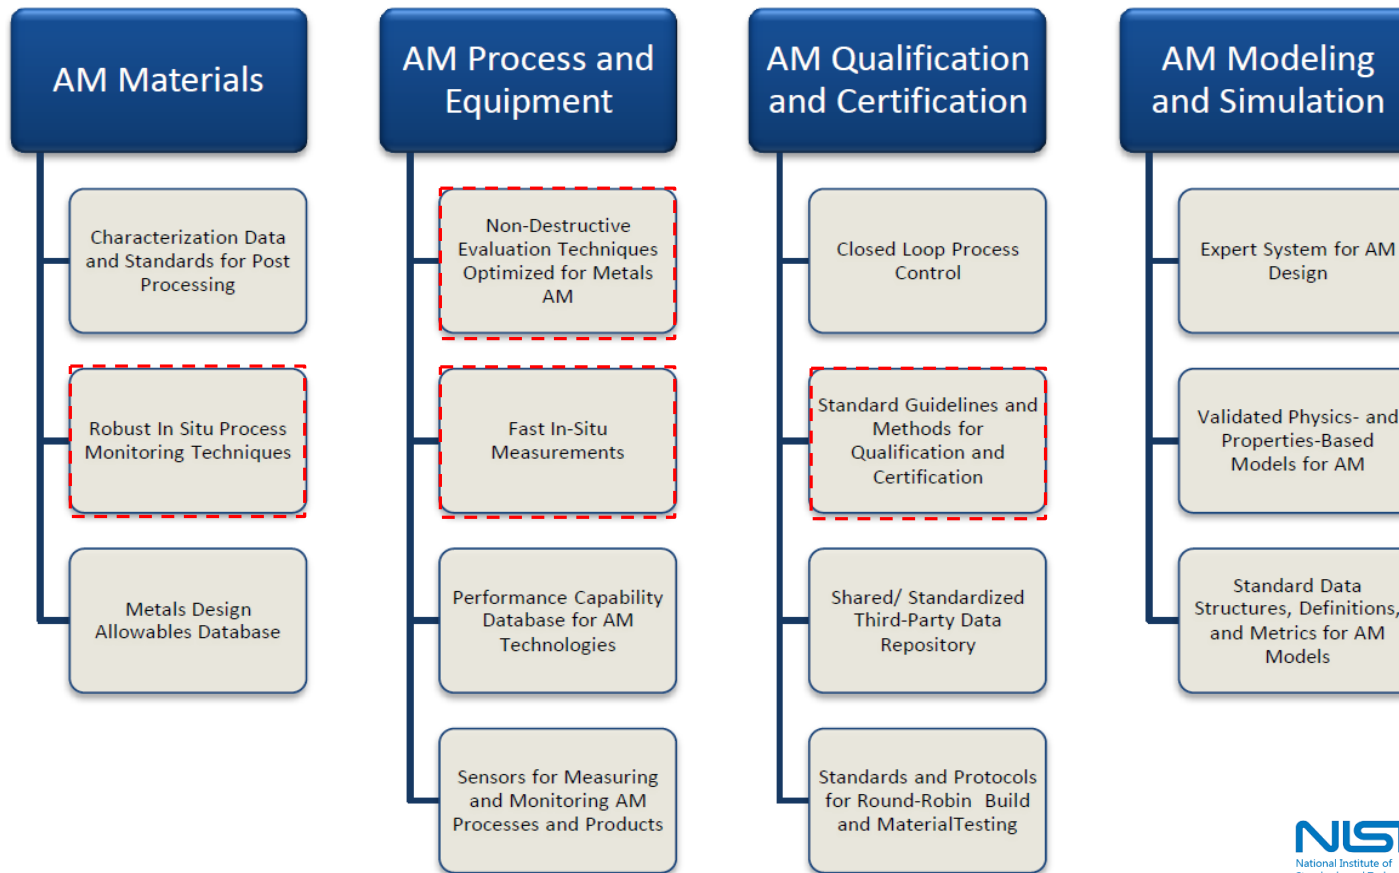 AM Materials
Characterization Data
and Standards for Post
Processing
Robust In Situ Process
Monitoring Techniques
Metals Design
Allowables Database
AM Process and
Equipment
Non-Destructive
Evaluation Techniques
Optimized for Metals
AM
Fast In-Situ
Measurements
Performance Capability
Database for AM
Technologies
Sensors for Measuring
and Monitoring AM
Processes and Products
AM Qualification
and Certification
Closed Loop Process
Control
Standard Guidelines and
Methods for
Qualification and
Certification
Shared/ Standardized
Third-Party Data
Repository
Standards and Protocols
for Round-Robin Build
and MaterialTesting
AM Modeling
and Simulation
Expert System for AM
Design
Validated Physics- and
Properties-Based
Models for AM
Standard Data
Structures, Definitions,
and Metrics for AM
Models
NIST
National Institute of